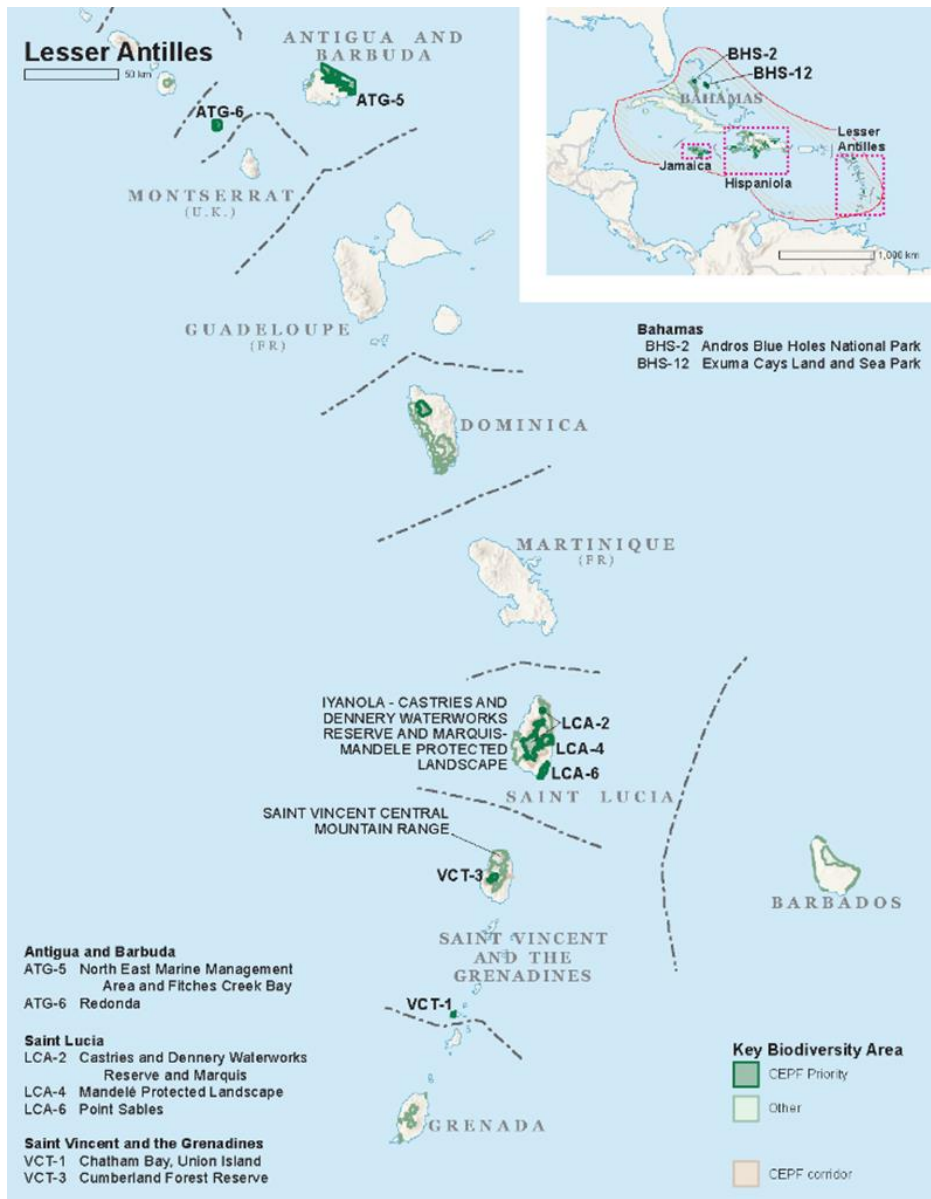 Lesser Antilles
50 km
ANTIGUA AND
BARBUDA
ATG-5
ATG-6
MONTSERRAT
(U.K.)
GUADELOUPE
(FR)
DOMINICA
MARTINIQUE
(FR)
IYANOLA - CASTRIES AND
DENNERY WATERWORKS
RESERVE AND MARQUIS-
MANDELE PROTECTED
LANDSCAPE
LCA-2
LCA-4
LCA-6
SAINT LUCIA
SAINT VINCENT CENTRAL
MOUNTAIN RANGE
VCT-3
BARBADOS
SAINT VINCENT
AND THE
GRENADINES
VCT-1
GRENADA
BHS-2
BHS-12
BAHAMAS
Jamaica
Hispaniola
Lesser
Antilles
1,000 km
Bahamas
BHS-2 Andros Blue Holes National Park
BHS-12 Exuma Cays Land and Sea Park
Antigua and Barbuda
ATG-5 North East Marine Management
Area and Fitches Creek Bay
ATG-6 Redonda
Saint Lucia
LCA-2 Castries and Dennery Waterworks
Reserve and Marquis
LCA-4 Mandelé Protected Landscape
LCA-6 Point Sables
Saint Vincent and the Grenadines
VCT-1 Chatham Bay, Union Island
VCT-3 Cumberland Forest Reserve
Key Biodiversity Area
CEPF Priority
Other
CEPF corridor